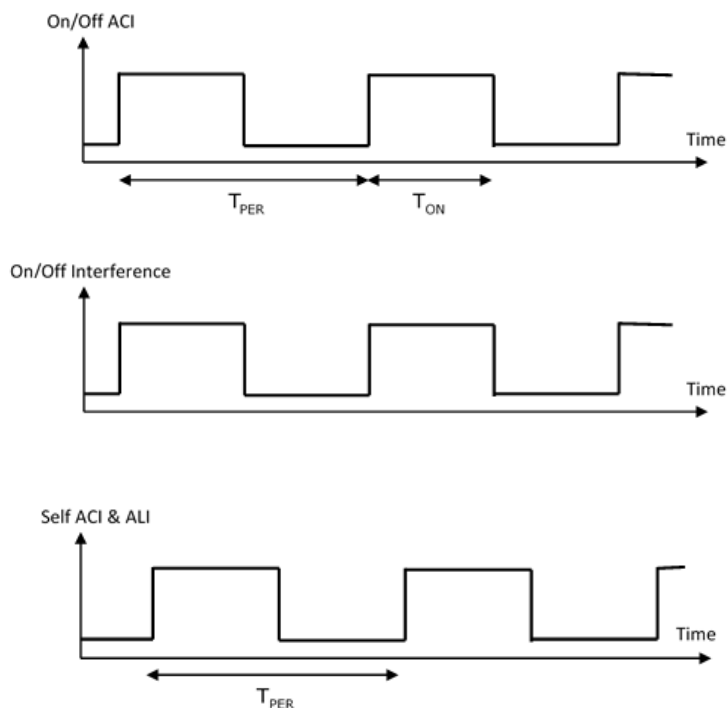 On/Off ACI
Time
T_PER T_ON
On/Off Interference
Time
Self ACI & ALI
Time
T_PER